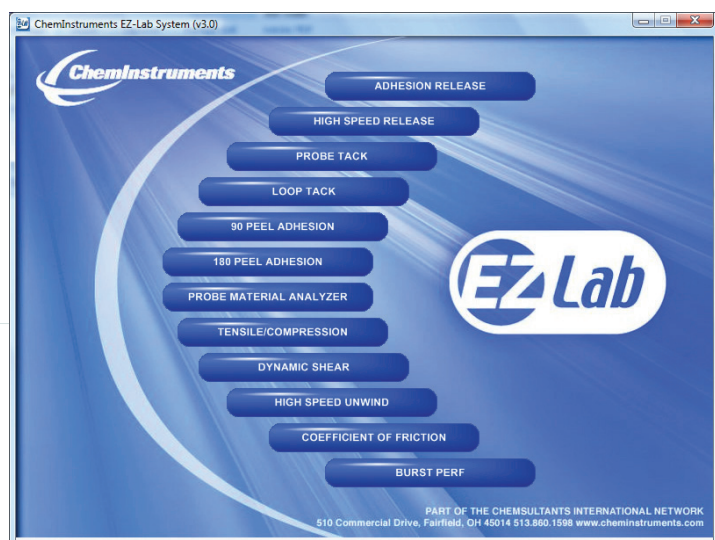 ChemInstruments EZ-Lab System (v3.0)
ChemInstruments
ADHESION RELEASE
HIGH SPEED RELEASE
PROBE TACK
LOOP TACK
90 PEEL ADHESION
180 PEEL ADHESION
EZ Lab
PROBE MATERIAL ANALYZER
TENSILE/COMPRESSION
DYNAMIC SHEAR
HIGH SPEED UNWIND
COEFFICIENT OF FRICTION
BURST PERF
PART OF THE CHEMSULTANTS INTERNATIONAL NETWORK
510 Commercial Drive, Fairfield, OH 45014 513.860.1598 www.cheminstruments.com